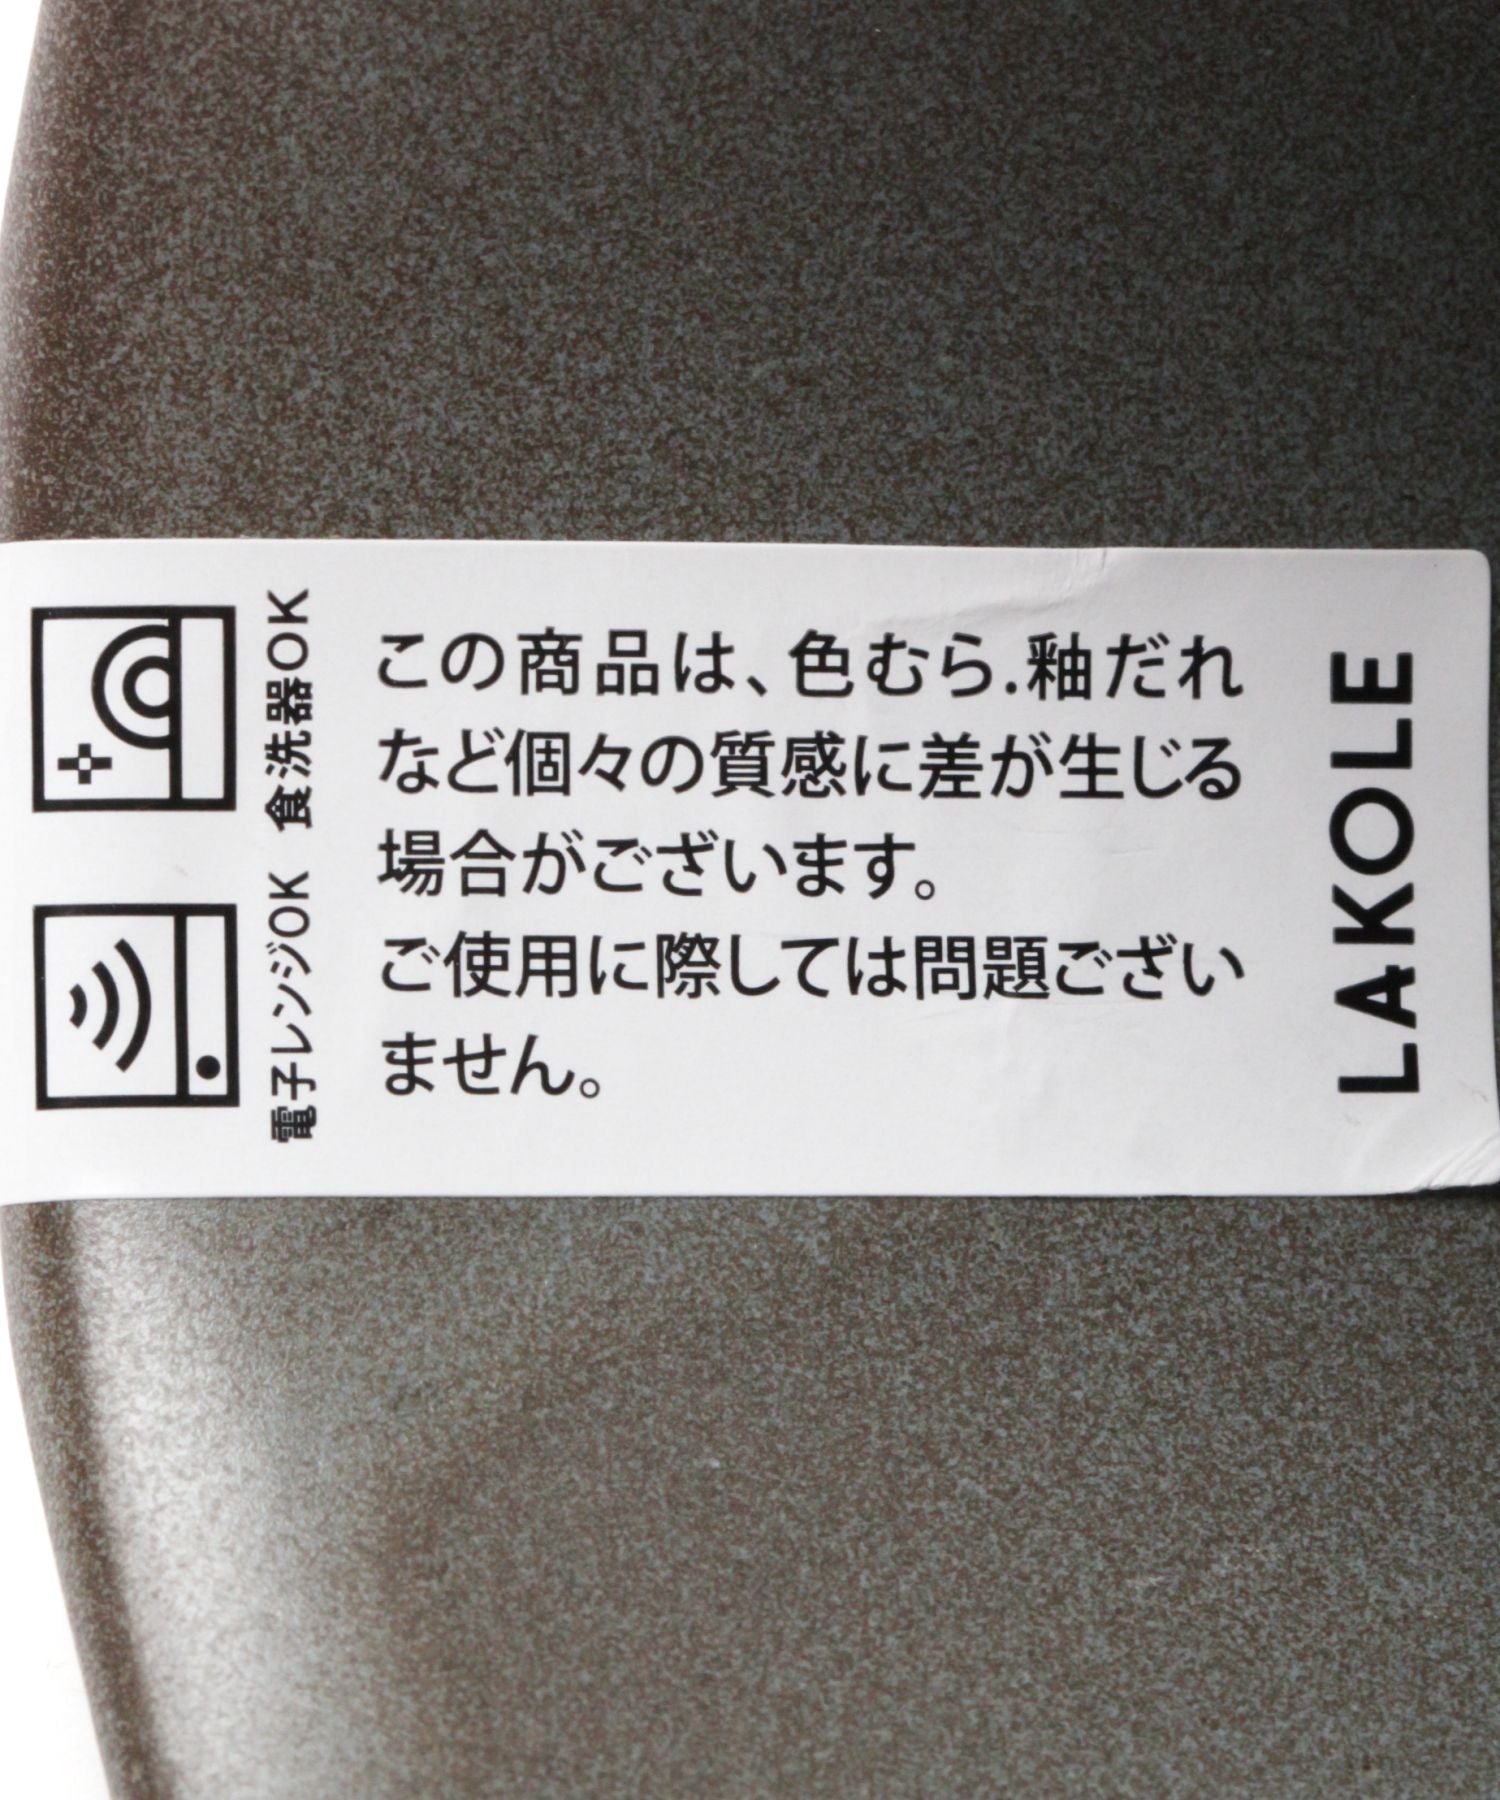 この商品は、色むら.釉だれ
など個々の質感に差が生じる
場合がございます。
ご使用に際しては問題ござい
ません。
電子レンジOK 食洗器OK
LAKOLE